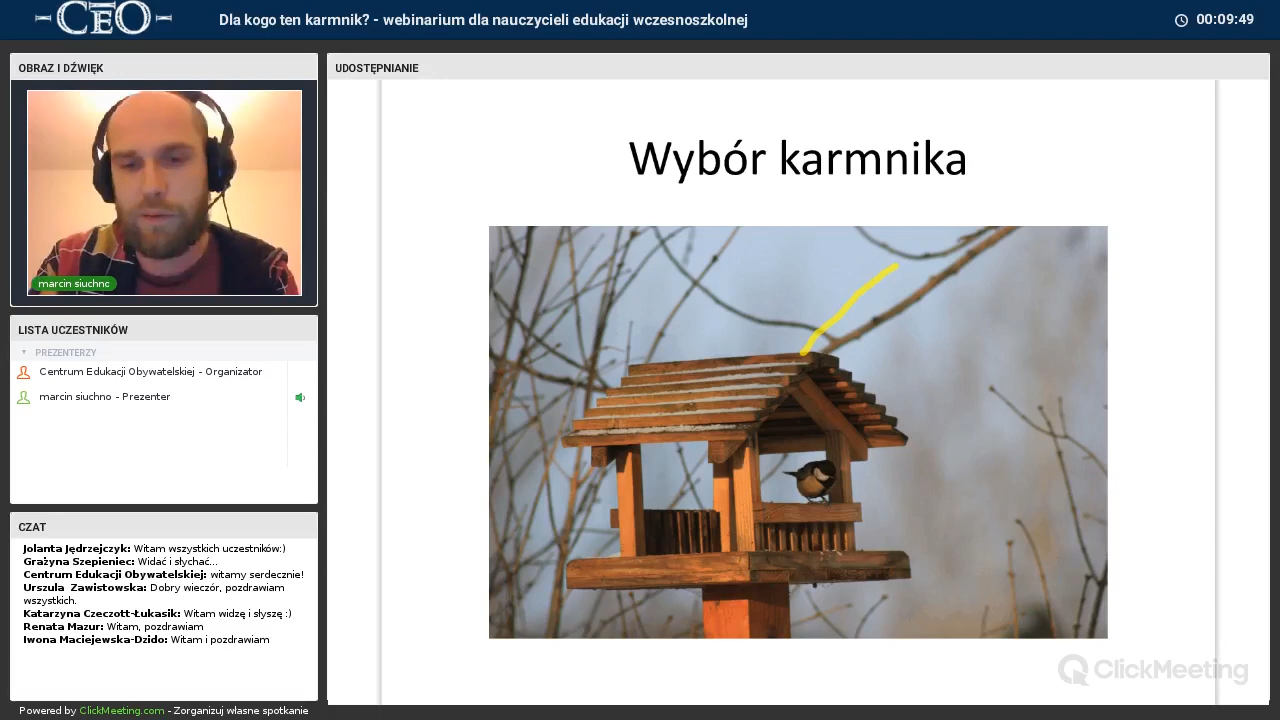 CEO
Dla kogo ten karmnik? - webinarium dla nauczycieli edukacji wczesnoszkolnej
00:09:49
OBRAZ I DŹWIĘK
marcin siuchno
LISTA UCZESTNIKÓW
PREZENTERZY
Centrum Edukacji Obywatelskiej - Organizator
marcin siuchno - Prezenter
CZAT
Jolanta Jędrzejczyk: Witam wszystkich uczestników:)
Grażyna Szepieniec: Widać i słychać...
Centrum Edukacji Obywatelskiej: witamy serdecznie!
Urszula Zawistowska: Dobry wieczór, pozdrawiam
wszystkich.
Katarzyna Czeczott-Łukasik: Witam widzę i słyszę :)
Renata Mazur: Witam, pozdrawiam
Iwona Maciejewska-Dzido: Witam i pozdrawiam
Powered by ClickMeeting.com - Zorganizuj własne spotkanie
UDOSTĘPNIANIE
Wybór karmnika
ClickMeeting